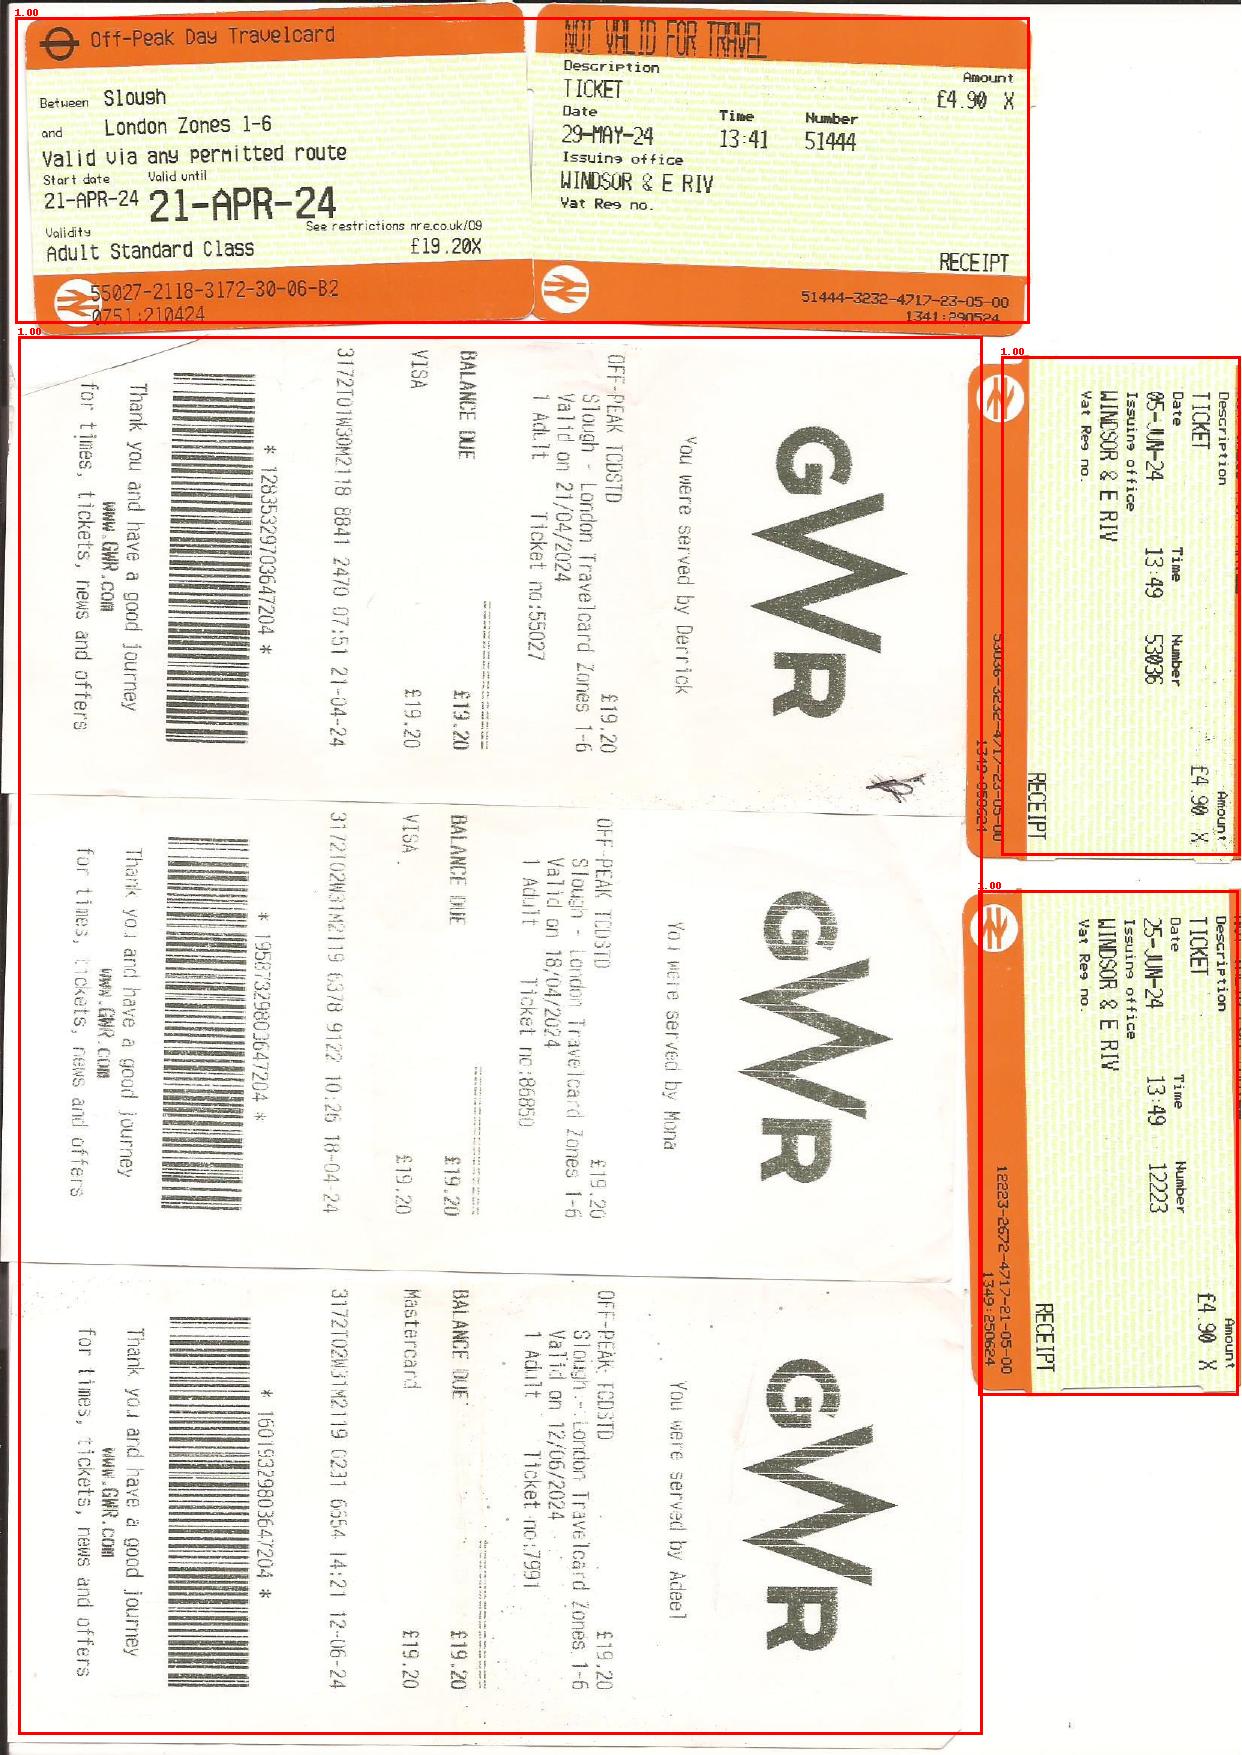 1.00
Off-Peak Day Travelcard
Between Slough
and London Zones 1-6
Valid via any permitted route
Start date Valid until
21-APR-24 21-APR-24
See restrictions nre.co.uk/09
Validity
Adult Standard Class £19.20X
55027-2118-3172-30-06-B2
0751:210424
NOT VALID FOR TRAVEL
Description Amount
TICKET £4.90 X
Date Time Number
29-MAY-24 13:41 51444
Issuing office
WINDSOR & E RIV
Vat Reg no.
RECEIPT
51444-3232-4717-23-05-00
1341:290524
1.00
GWR
You were served by Derrick
OFF-PEAK TCDSTD £19.20
Slough - London Travelcard Zones 1-6
Valid on 21/04/2024
1 Adult Ticket no:55027
BALANCE DUE £19.20
VISA £19.20
3172T01W30M2118 8841 2470 07:51 21-04-24
* 12835329703647204 *
Thank you and have a good journey
www.GWR.com
for times, tickets, news and offers
GWR
You were served by Mona
OFF-PEAK TCDSTD £19.20
Slough - London Travelcard Zones 1-6
Valid on 18/04/2024
1 Adult Ticket no:86850
BALANCE DUE £19.20
VISA £19.20
3172T02W31M2119 6378 9122 10:26 18-04-24
* 19587329803647204 *
Thank you and have a good journey
www.GWR.com
for times, tickets, news and offers
GWR
You were served by Adeel
OFF-PEAK TCDSTD £19.20
Slough - London Travelcard Zones 1-6
Valid on 12/06/2024
1 Adult Ticket no:7991
BALANCE DUE £19.20
Mastercard £19.20
3172T02W31M2119 0231 6554 14:21 12-06-24
* 16019329803647204 *
Thank you and have a good journey
www.GWR.com
for times, tickets, news and offers
1.00
Description Amount
TICKET £4.90 X
Date Time Number
05-JUN-24 13:49 53036
Issuing office
WINDSOR & E RIV
Vat Reg no.
RECEIPT
53036-3232-4717-23-05-00
1349:050624
1.00
Description Amount
TICKET £4.90 X
Date Time Number
25-JUN-24 13:49 12223
Issuing office
WINDSOR & E RIV
Vat Reg no.
RECEIPT
12223-2672-4717-21-05-00
1349:250624